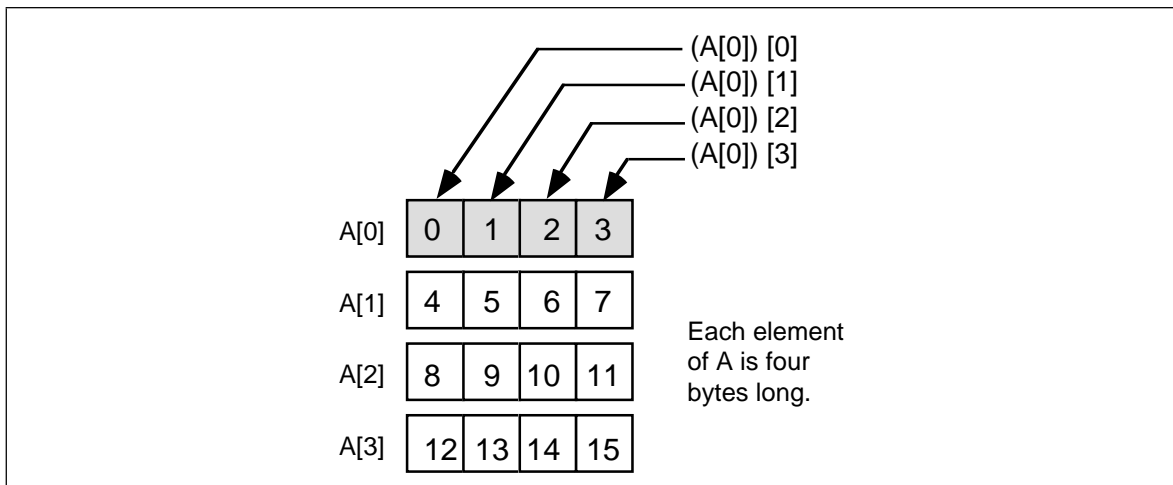 (A[0]) [0]
(A[0]) [1]
(A[0]) [2]
(A[0]) [3]
A[0] 0 1 2 3
A[1] 4 5 6 7
A[2] 8 9 10 11
A[3] 12 13 14 15
Each element
of A is four
bytes long.